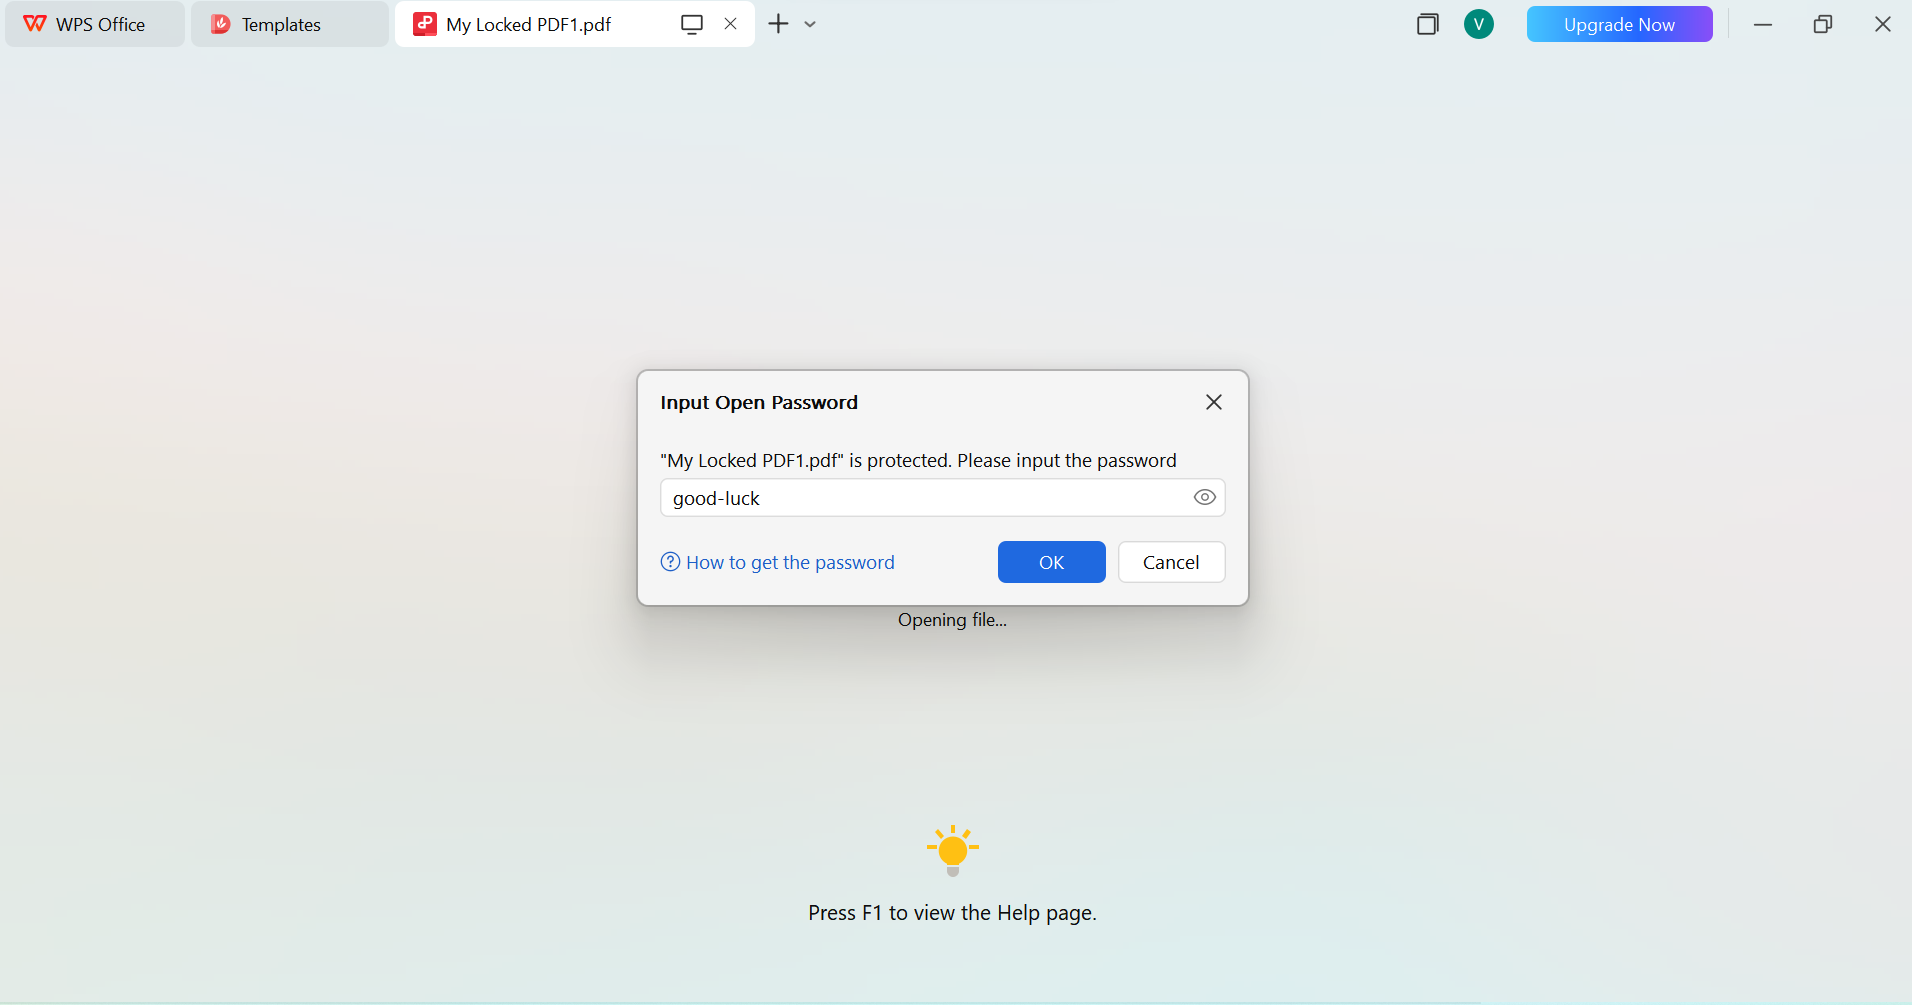 WPS Office
Templates
My Locked PDF1.pdf
V
Upgrade Now
Input Open Password
"My Locked PDF1.pdf" is protected. Please input the password
good-luck
How to get the password
OK
Cancel
Opening file...
Press F1 to view the Help page.